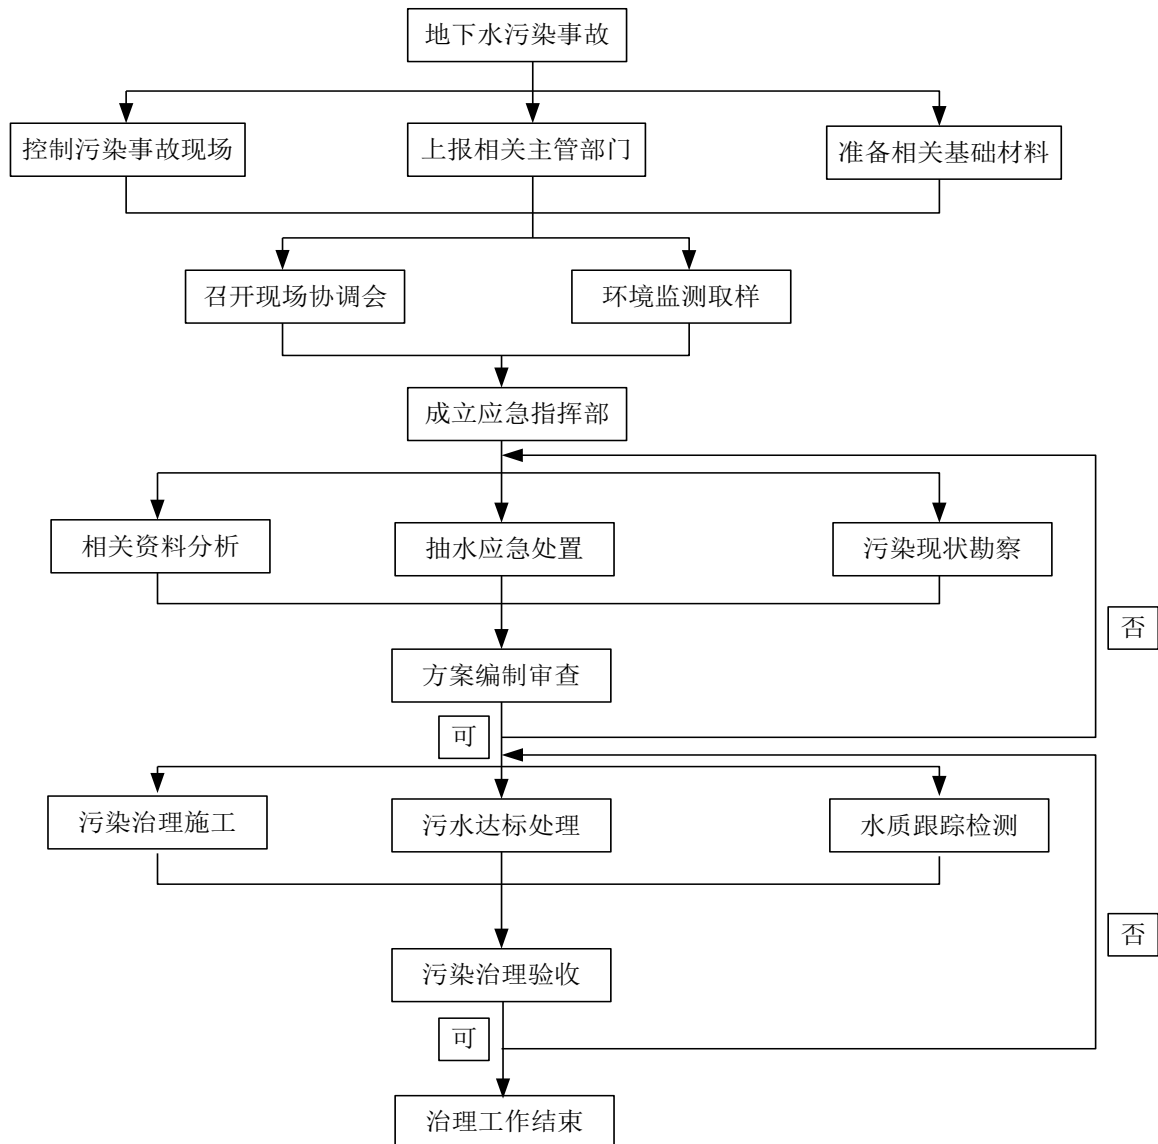 地下水污染事故
控制污染事故现场
上报相关主管部门
准备相关基础材料
召开现场协调会
环境监测取样
成立应急指挥部
相关资料分析
抽水应急处置
污染现状勘察
否
方案编制审查
可
污染治理施工
污水达标处理
水质跟踪检测
否
污染治理验收
可
治理工作结束